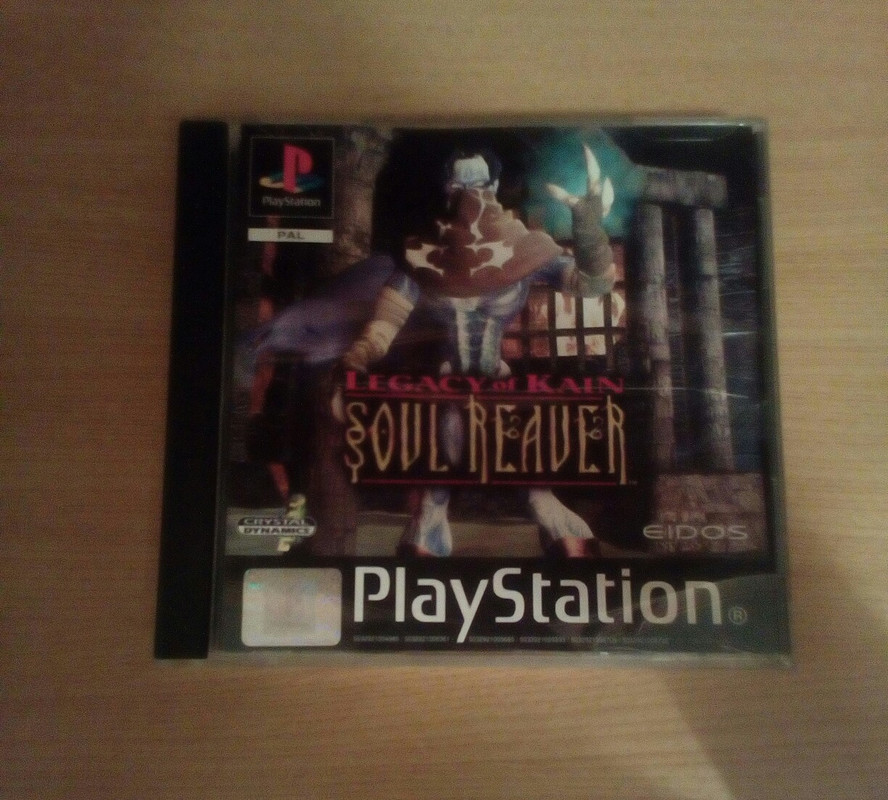 PlayStation
PAL
LEGACY of KAIN
SOUL REAVER
CRYSTAL
DYNAMICS
EIDOS
PlayStation ®